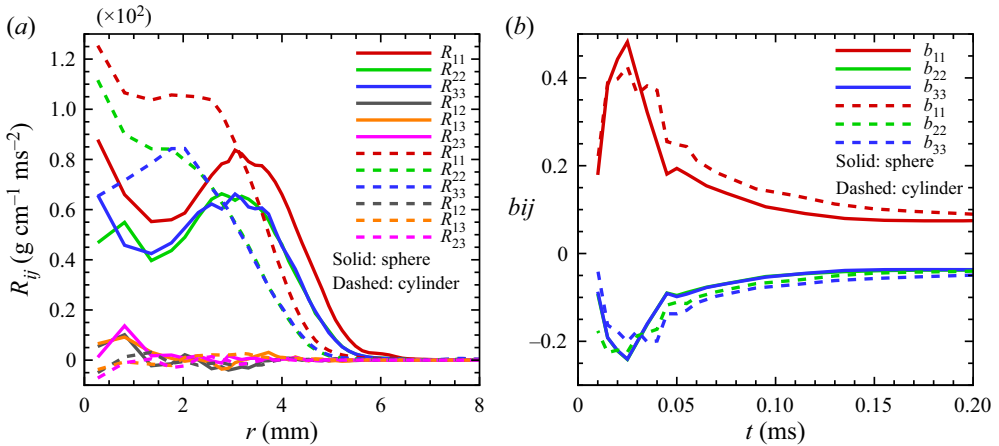 (a)
(×10²)
R₁₁
R₂₂
R₃₃
R₁₂
R₁₃
R₂₃
R₁₁
R₂₂
R₃₃
R₁₂
R₁₃
R₂₃
Solid: sphere
Dashed: cylinder
1.2
1.0
0.8
0.6
0.4
0.2
0
Rᵢⱼ (g cm⁻¹ ms⁻²)
0 2 4 6 8
r (mm)
(b)
b₁₁
b₂₂
b₃₃
b₁₁
b₂₂
b₃₃
Solid: sphere
Dashed: cylinder
0.4
0.2
0
−0.2
bij
0 0.05 0.10 0.15 0.20
t (ms)